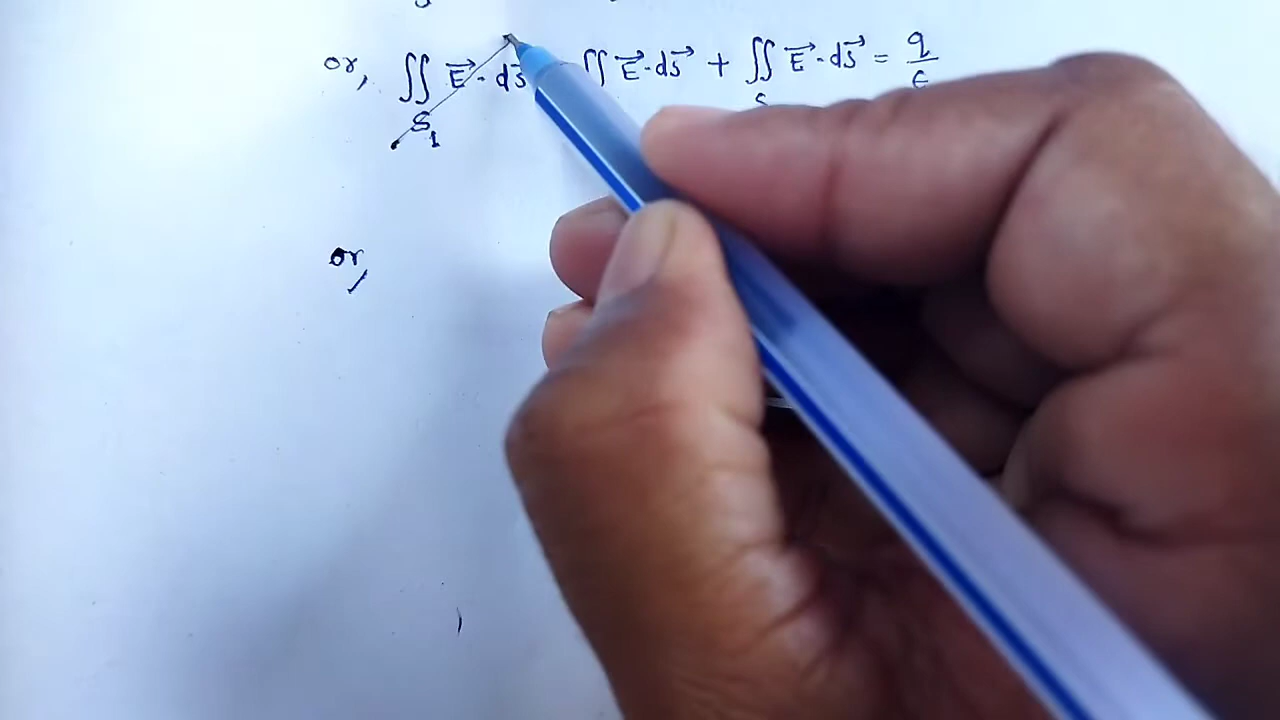 or, ∬ E⃗·dS⃗ ∬ E⃗·dS⃗ + ∬ E⃗·dS⃗ = q/ϵ
S₁ S
or,